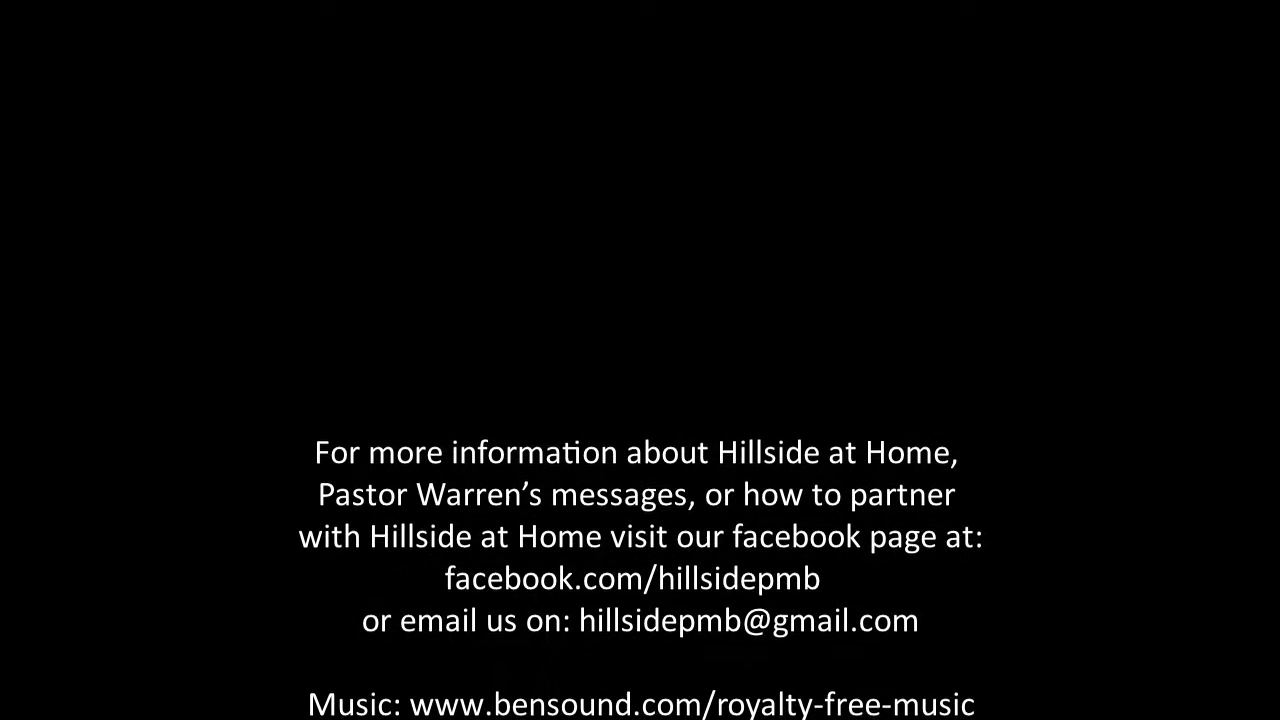 For more information about Hillside at Home,
Pastor Warren’s messages, or how to partner
with Hillside at Home visit our facebook page at:
facebook.com/hillsidepmb
or email us on: hillsidepmb@gmail.com
Music: www.bensound.com/royalty-free-music